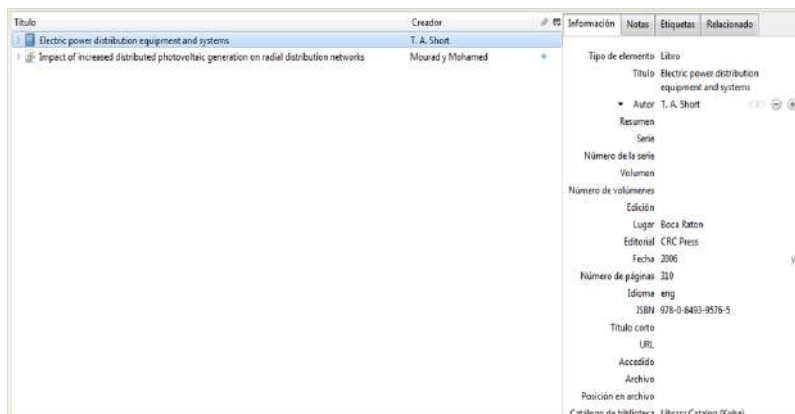 Título Creador
Electric power distribution equipment and systems T. A. Short
Impact of increased distributed photovoltaic generation on radial distribution networks Mourad y Mohamed
Información Notas Etiquetas Relacionado
Tipo de elemento Libro
Título Electric power distribution
equipment and systems
Autor T. A. Short
Resumen
Serie
Número de la serie
Volumen
Número de volúmenes
Edición
Lugar Boca Raton
Editorial CRC Press
Fecha 2006 y
Número de páginas 310
Idioma eng
ISBN 978-0-8493-9576-5
Título corto
URL
Accedido
Archivo
Posición en archivo
Catálogo de biblioteca Library Catalog (Koha)